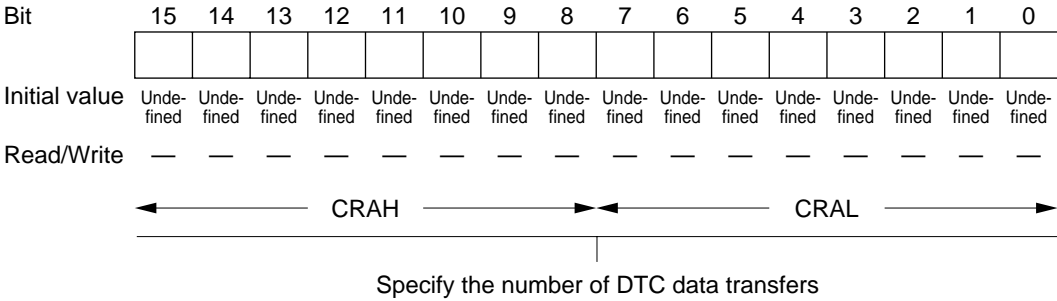 Bit 15 14 13 12 11 10 9 8 7 6 5 4 3 2 1 0
Initial value Unde- Unde- Unde- Unde- Unde- Unde- Unde- Unde- Unde- Unde- Unde- Unde- Unde- Unde- Unde- Unde-
fined fined fined fined fined fined fined fined fined fined fined fined fined fined fined fined
Read/Write — — — — — — — — — — — — — — — —
CRAH CRAL
Specify the number of DTC data transfers